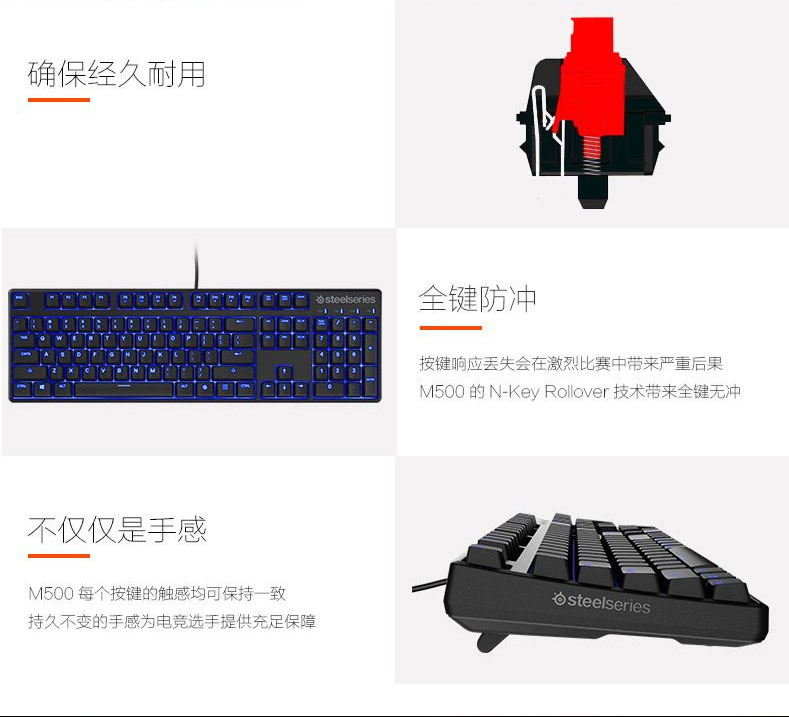 确保经久耐用
steelseries
全键防冲
按键响应丢失会在激烈比赛中带来严重后果
M500 的 N-Key Rollover 技术带来全键无冲
不仅仅是手感
M500 每个按键的触感均可保持一致
持久不变的手感为电竞选手提供充足保障
steelseries